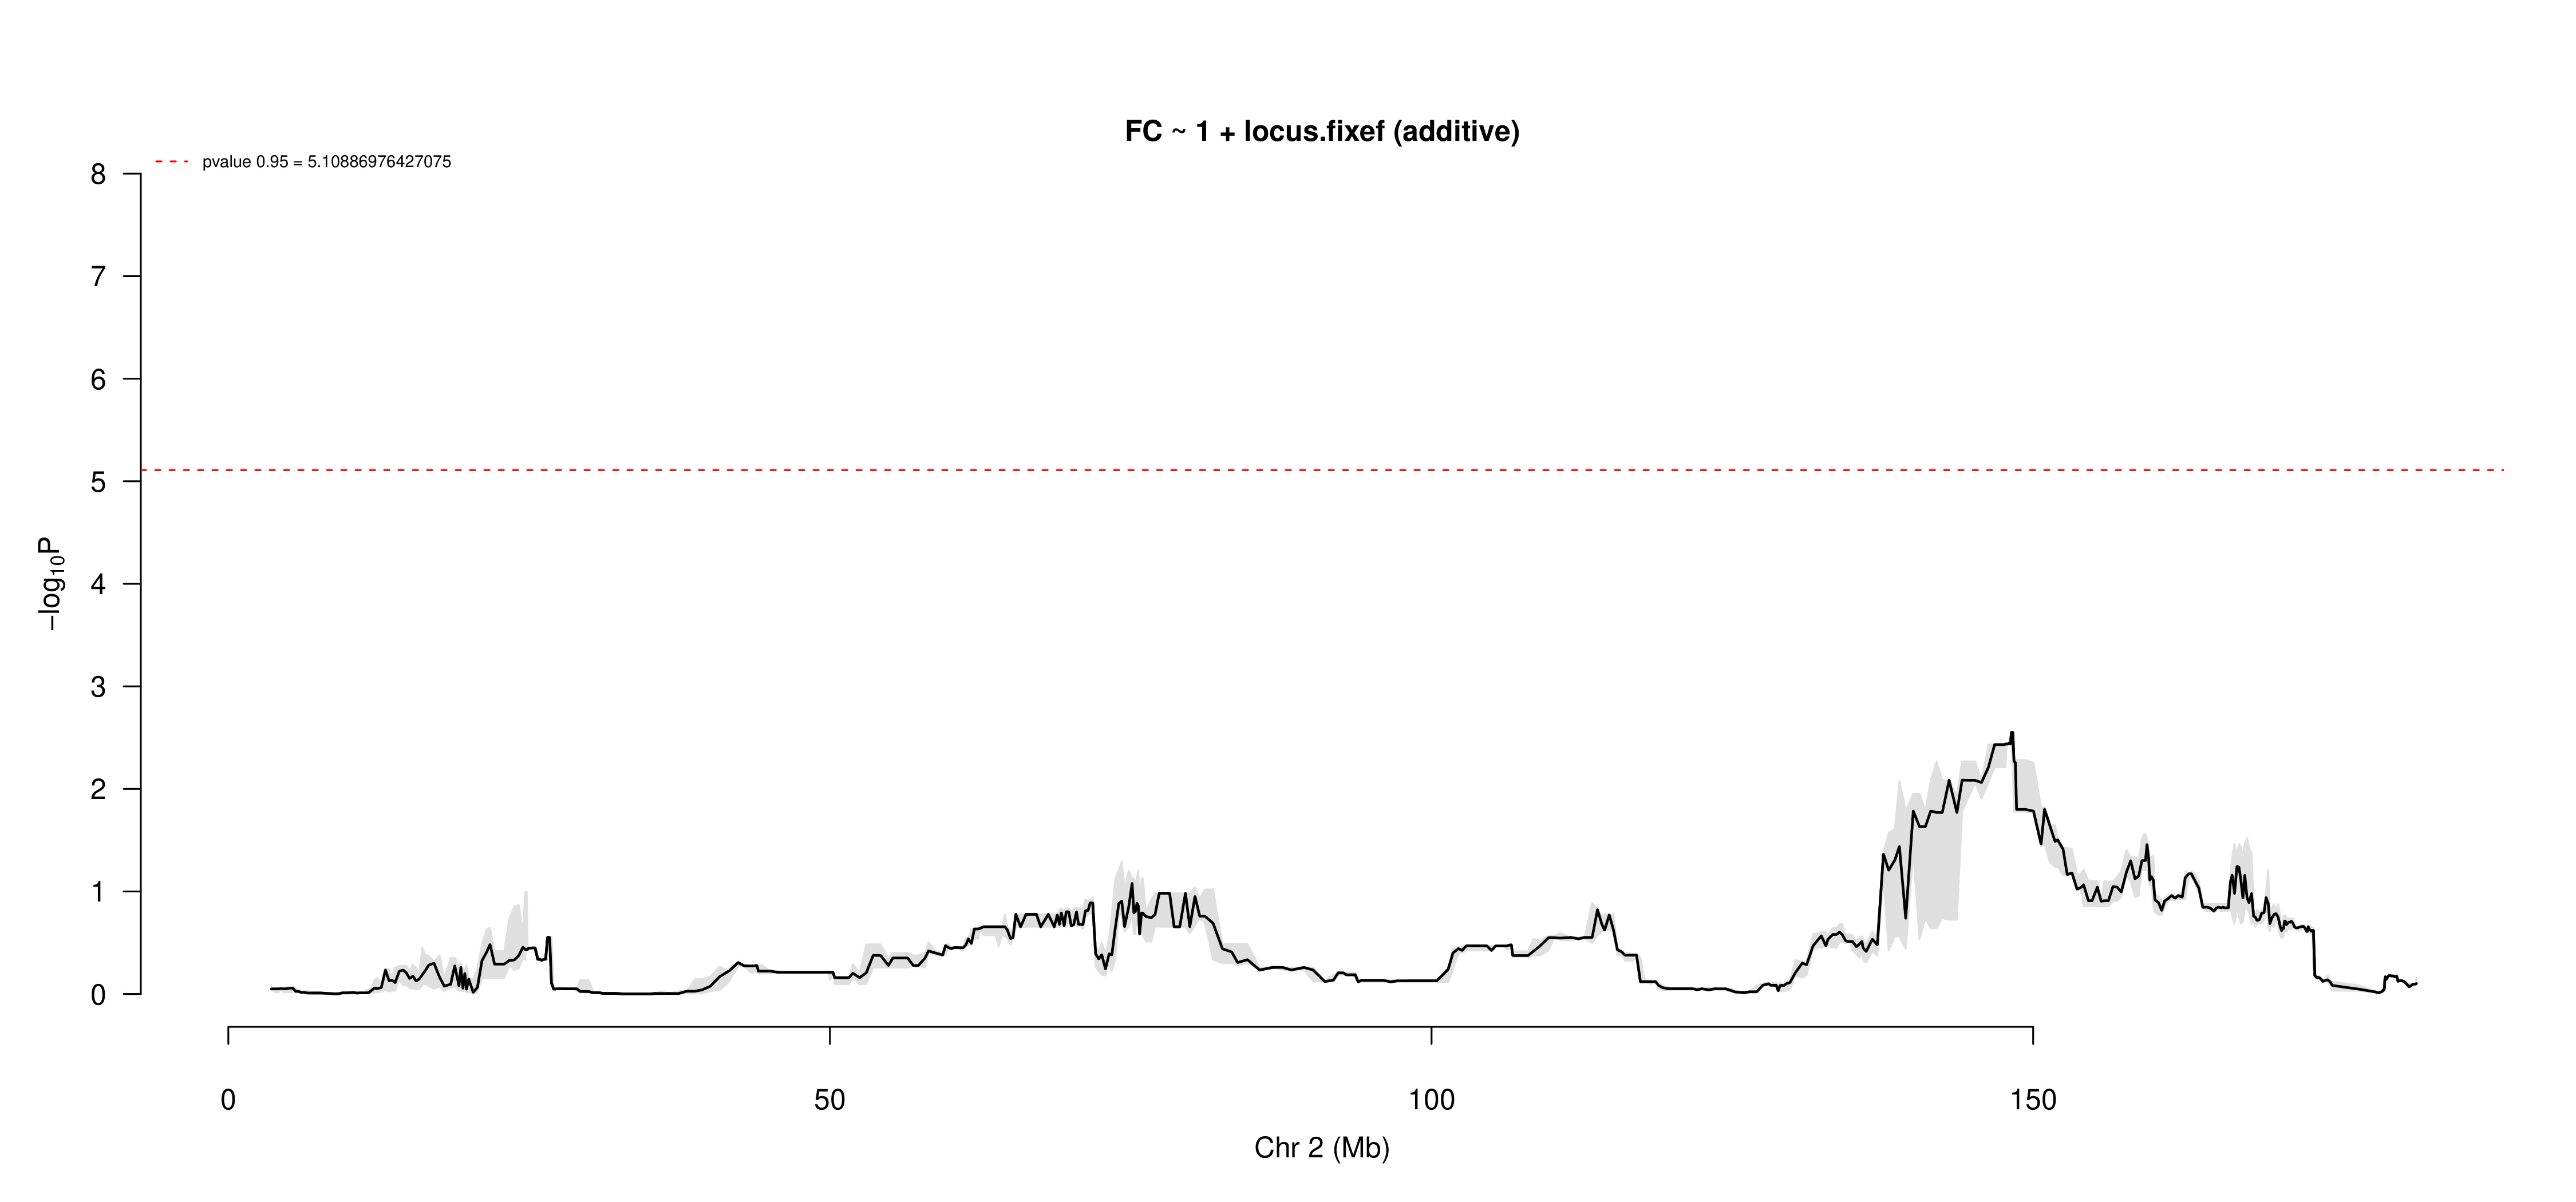 FC ~ 1 + locus.fixef (additive)
pvalue 0.95 = 5.10886976427075
8
7
6
5
4
3
2
1
0
−log₁₀P
0 50 100 150
Chr 2 (Mb)